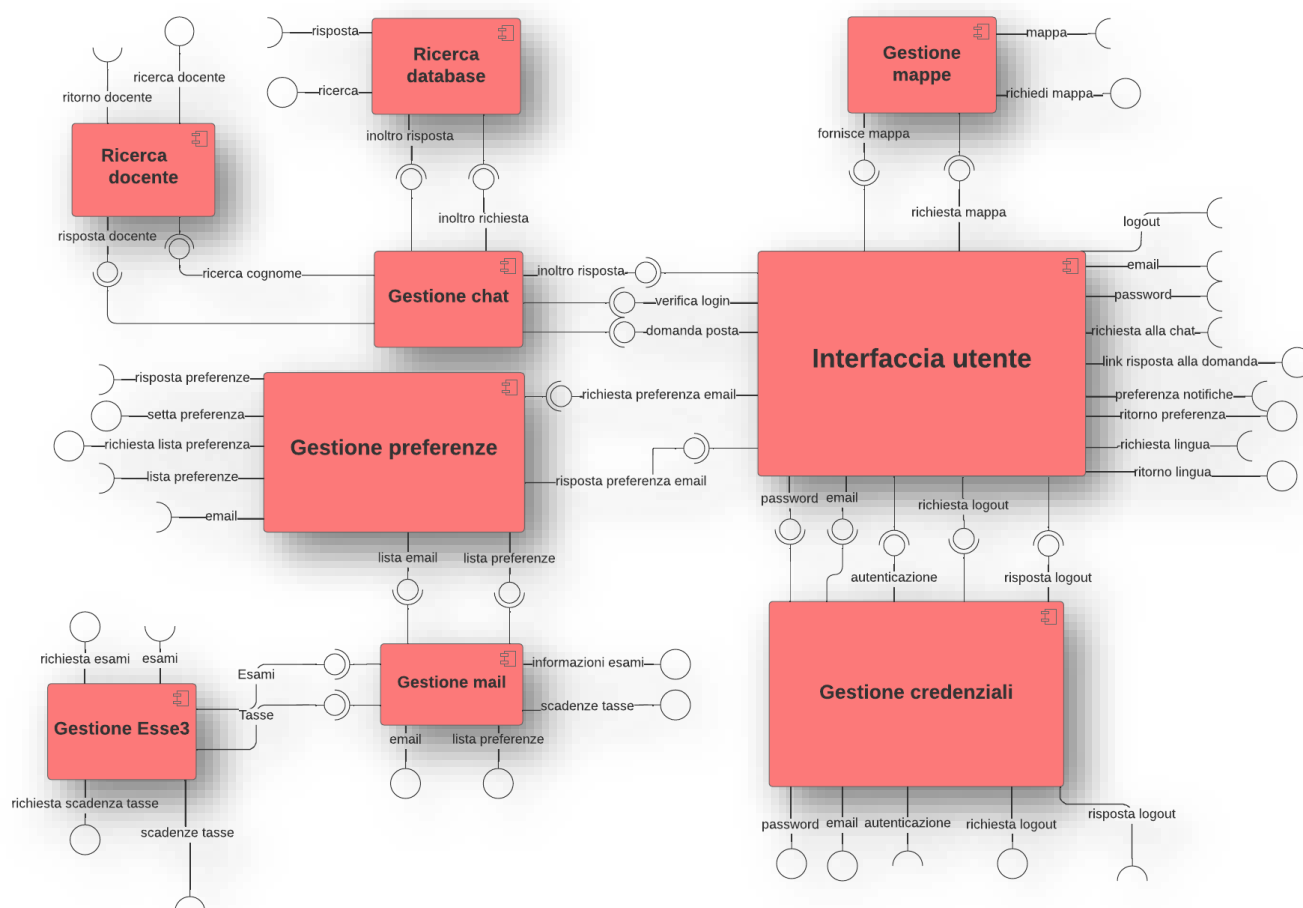 risposta
Ricerca
database
ricerca
inoltro risposta
inoltro richiesta
ricerca docente
ritorno docente
Ricerca
docente
risposta docente
ricerca cognome
Gestione
mappe
mappa
richiedi mappa
fornisce mappa
richiesta mappa
Gestione chat
inoltro risposta
verifica login
domanda posta
Interfaccia utente
logout
email
password
richiesta alla chat
link risposta alla domanda
preferenza notifiche
ritorno preferenza
richiesta lingua
ritorno lingua
risposta preferenze
setta preferenza
richiesta lista preferenza
lista preferenze
email
Gestione preferenze
richiesta preferenza email
risposta preferenza email
password
email
richiesta logout
autenticazione
risposta logout
lista email
lista preferenze
Gestione credenziali
password
email
autenticazione
richiesta logout
risposta logout
richiesta esami
esami
Gestione Esse3
Esami
Tasse
richiesta scadenza tasse
scadenze tasse
Gestione mail
informazioni esami
scadenze tasse
email
lista preferenze